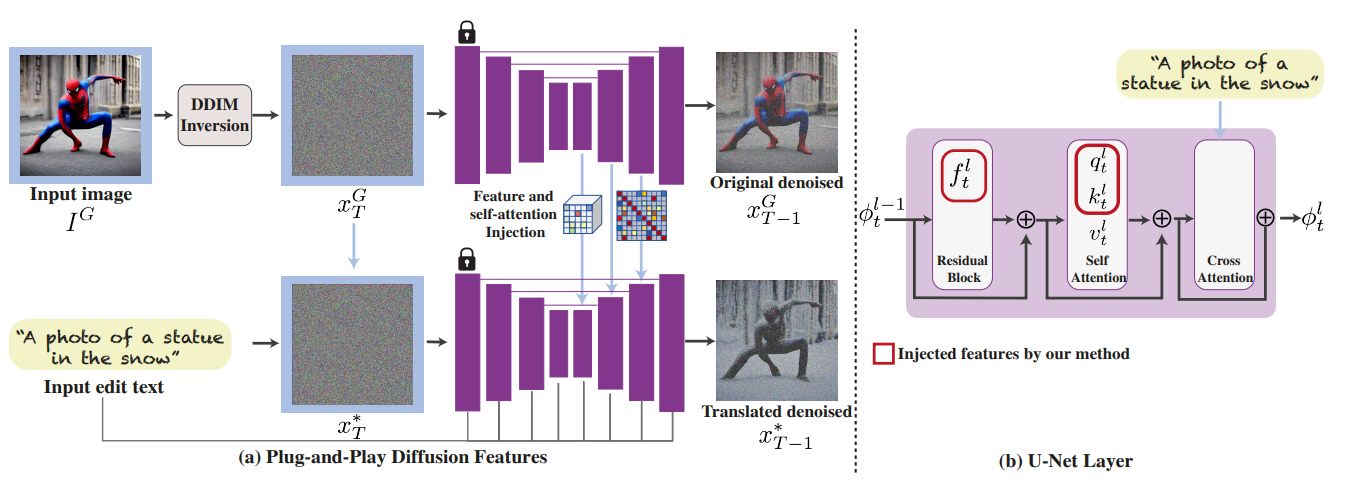 DDIM
Inversion
Input image
I^G
x_T^G
Feature and
self-attention
Injection
Original denoised
x_{T-1}^G
"A photo of a statue
in the snow"
Input edit text
x_T^*
Translated denoised
x_{T-1}^*
(a) Plug-and-Play Diffusion Features
"A photo of a
statue in the snow"
ϕ_t^{l-1}
f_t^l
Residual
Block
q_t^l
k_t^l
v_t^l
Self
Attention
Cross
Attention
ϕ_t^l
Injected features by our method
(b) U-Net Layer